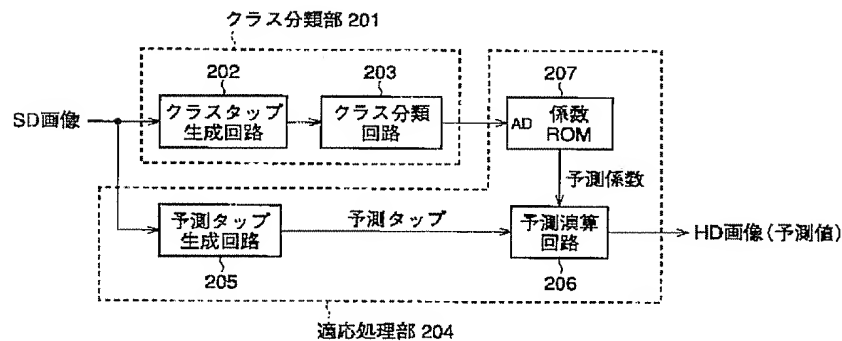 クラス分類部 201
202
203
207
SD画像
クラスタップ
生成回路
クラス分類
回路
AD
係数
ROM
予測係数
予測タップ
生成回路
予測タップ
予測演算
回路
HD画像(予測値)
205
206
適応処理部 204